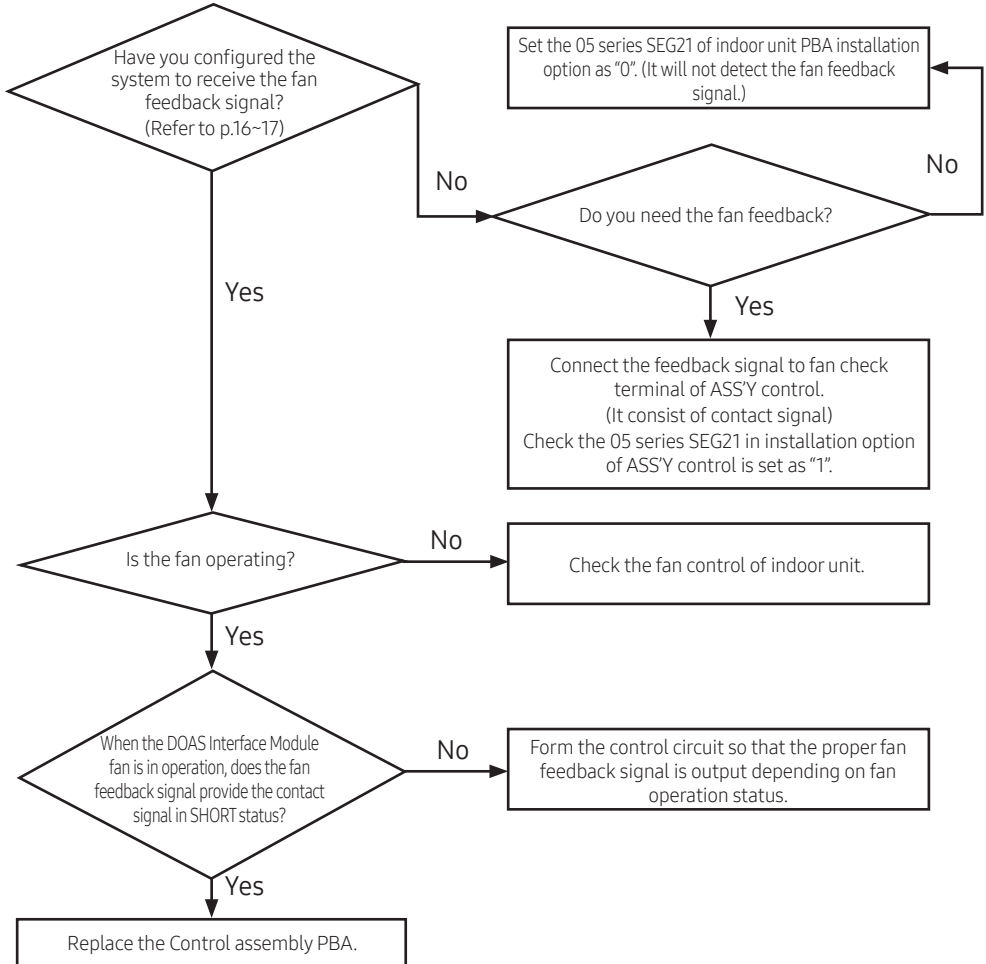 Have you configured the
system to receive the fan
feedback signal?
(Refer to p.16~17)
Set the 05 series SEG21 of indoor unit PBA installation
option as "0". (It will not detect the fan feedback
signal.)
No
No
Do you need the fan feedback?
Yes
Yes
Connect the feedback signal to fan check
terminal of ASS'Y control.
(It consist of contact signal)
Check the 05 series SEG21 in installation option
of ASS'Y control is set as "1".
Is the fan operating?
No
Check the fan control of indoor unit.
Yes
When the DOAS Interface Module
fan is in operation, does the fan
feedback signal provide the contact
signal in SHORT status?
No
Form the control circuit so that the proper fan
feedback signal is output depending on fan
operation status.
Yes
Replace the Control assembly PBA.